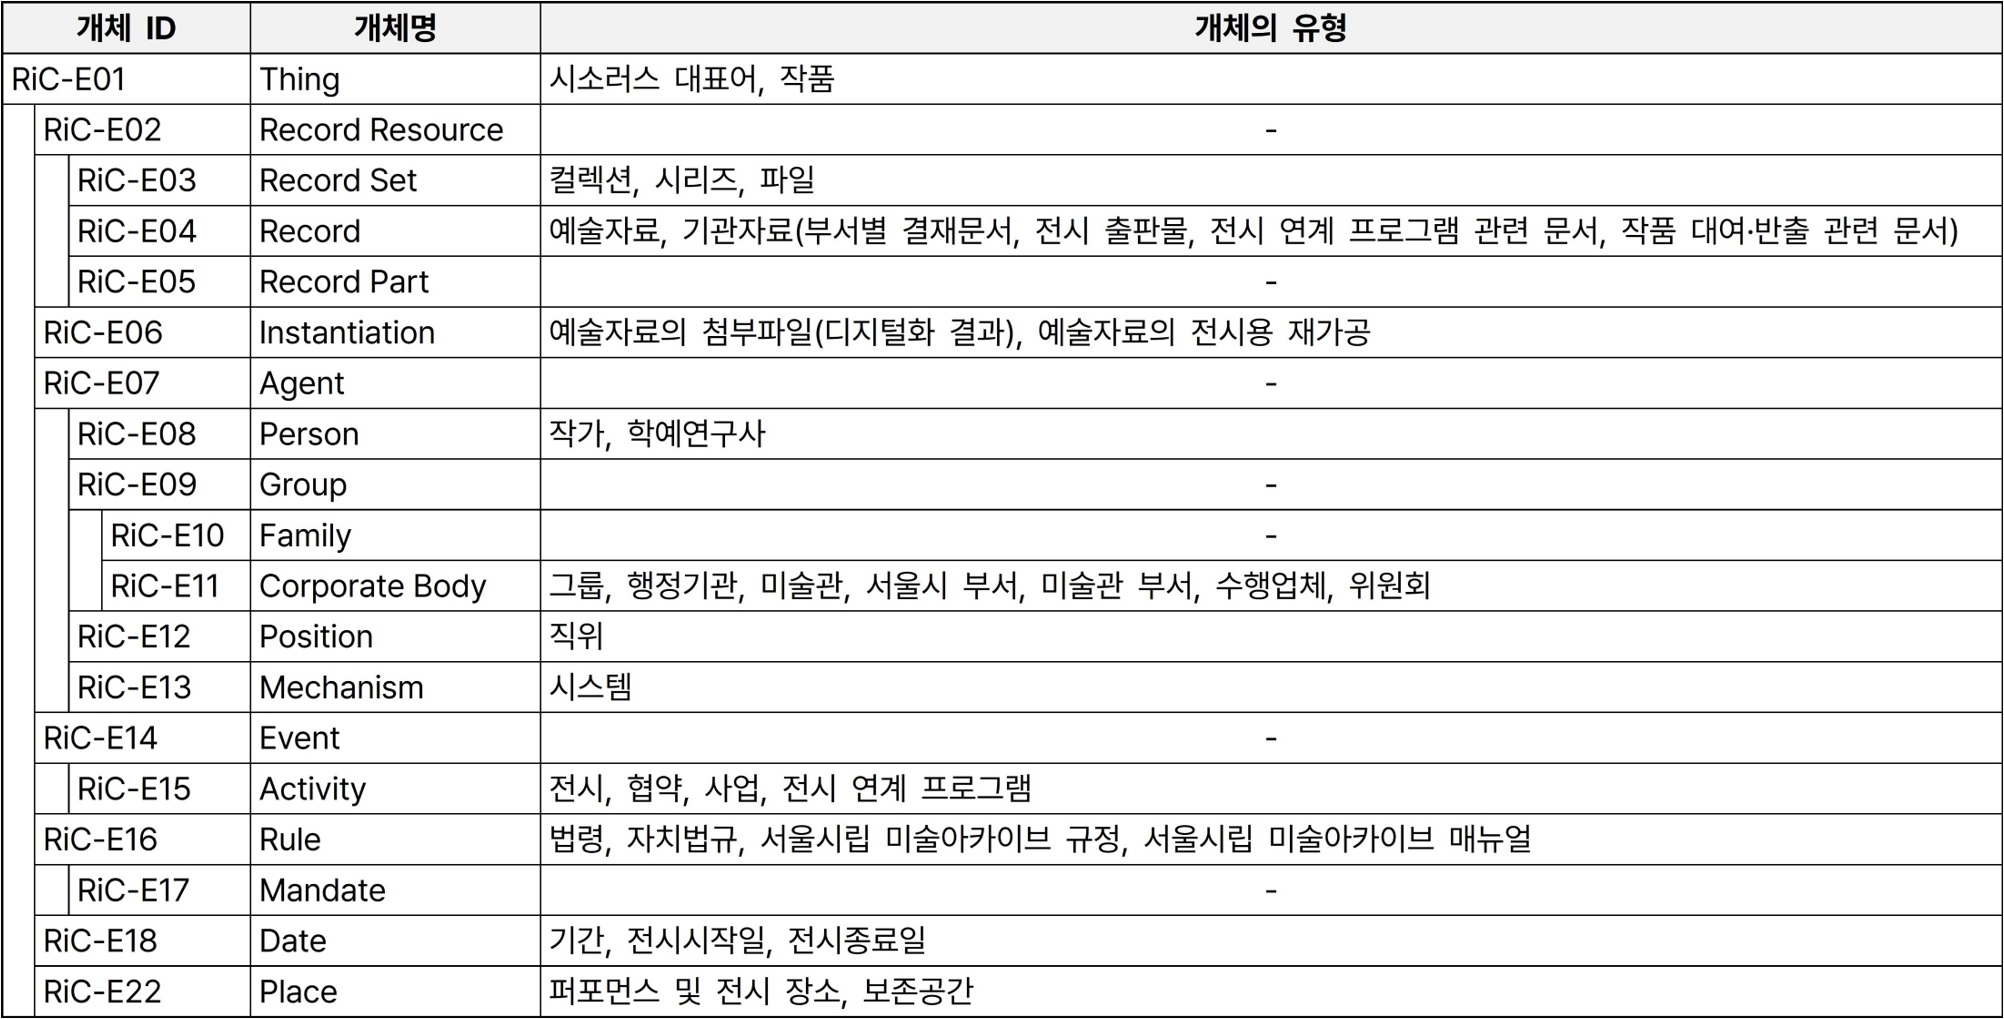 개체 ID 개체명 개체의 유형
RiC-E01 Thing 시소러스 대표어, 작품
RiC-E02 Record Resource -
RiC-E03 Record Set 컬렉션, 시리즈, 파일
RiC-E04 Record 예술자료, 기관자료(부서별 결재문서, 전시 출판물, 전시 연계 프로그램 관련 문서, 작품 대여·반출 관련 문서)
RiC-E05 Record Part -
RiC-E06 Instantiation 예술자료의 첨부파일(디지털화 결과), 예술자료의 전시용 재가공
RiC-E07 Agent -
RiC-E08 Person 작가, 학예연구사
RiC-E09 Group -
RiC-E10 Family -
RiC-E11 Corporate Body 그룹, 행정기관, 미술관, 서울시 부서, 미술관 부서, 수행업체, 위원회
RiC-E12 Position 직위
RiC-E13 Mechanism 시스템
RiC-E14 Event -
RiC-E15 Activity 전시, 협약, 사업, 전시 연계 프로그램
RiC-E16 Rule 법령, 자치법규, 서울시립 미술아카이브 규정, 서울시립 미술아카이브 매뉴얼
RiC-E17 Mandate -
RiC-E18 Date 기간, 전시시작일, 전시종료일
RiC-E22 Place 퍼포먼스 및 전시 장소, 보존공간